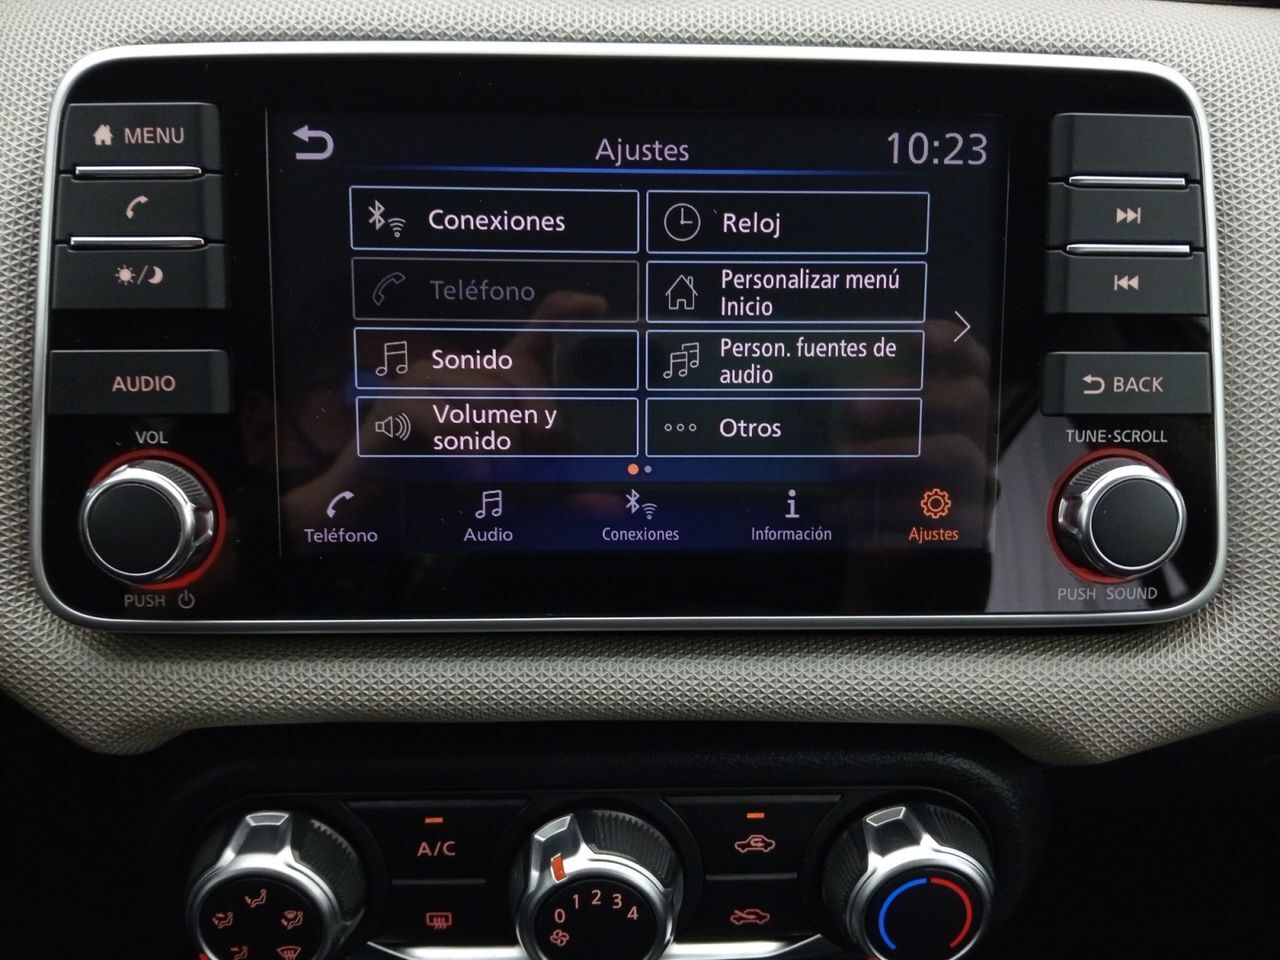 MENU
Ajustes
10:23
Conexiones
Reloj
Teléfono
Personalizar menú
Inicio
Sonido
Person. fuentes de
audio
Volumen y
sonido
Otros
AUDIO
BACK
VOL
TUNE·SCROLL
Teléfono
Audio
Conexiones
Información
Ajustes
PUSH
PUSH SOUND
A/C
0 1 2 3 4